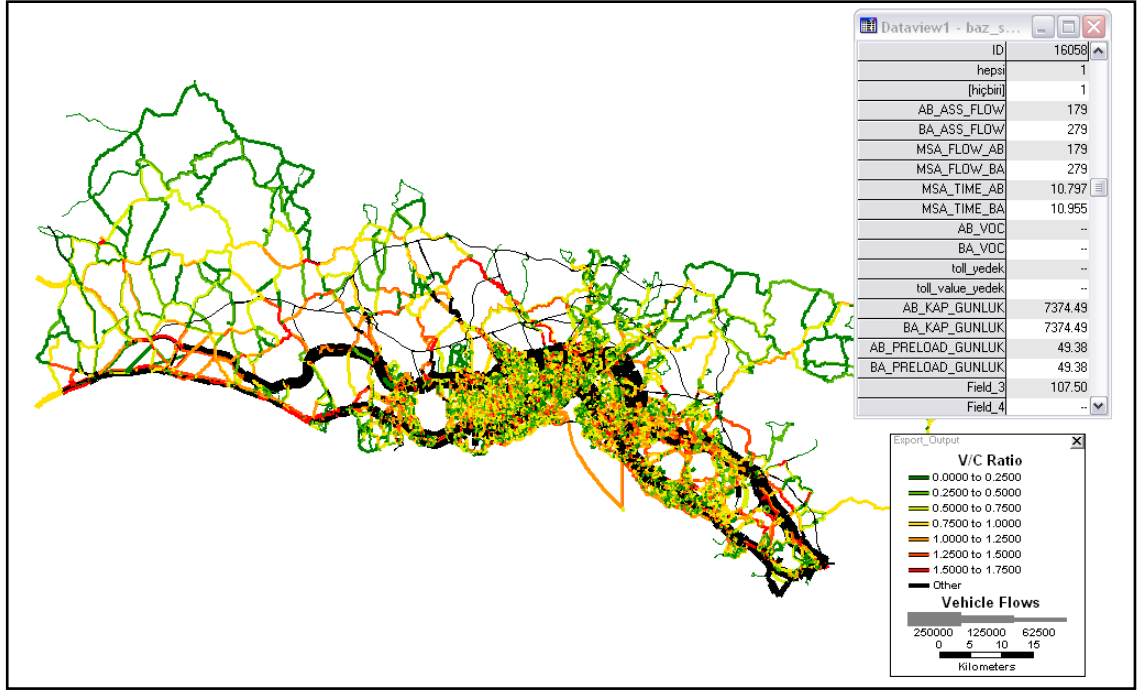 Dataview1 - baz_s...
ID 16058
hepsi 1
[hiçbiri] 1
AB_ASS_FLOW 179
BA_ASS_FLOW 279
MSA_FLOW_AB 179
MSA_FLOW_BA 279
MSA_TIME_AB 10.797
MSA_TIME_BA 10.955
AB_VOC --
BA_VOC --
toll_yedek --
toll_value_yedek --
AB_KAP_GUNLUK 7374.49
BA_KAP_GUNLUK 7374.49
AB_PRELOAD_GUNLUK 49.38
BA_PRELOAD_GUNLUK 49.38
Field_3 107.50
Field_4 --
Export_Output
V/C Ratio
0.0000 to 0.2500
0.2500 to 0.5000
0.5000 to 0.7500
0.7500 to 1.0000
1.0000 to 1.2500
1.2500 to 1.5000
1.5000 to 1.7500
Other
Vehicle Flows
250000 125000 62500
0 5 10 15
Kilometers